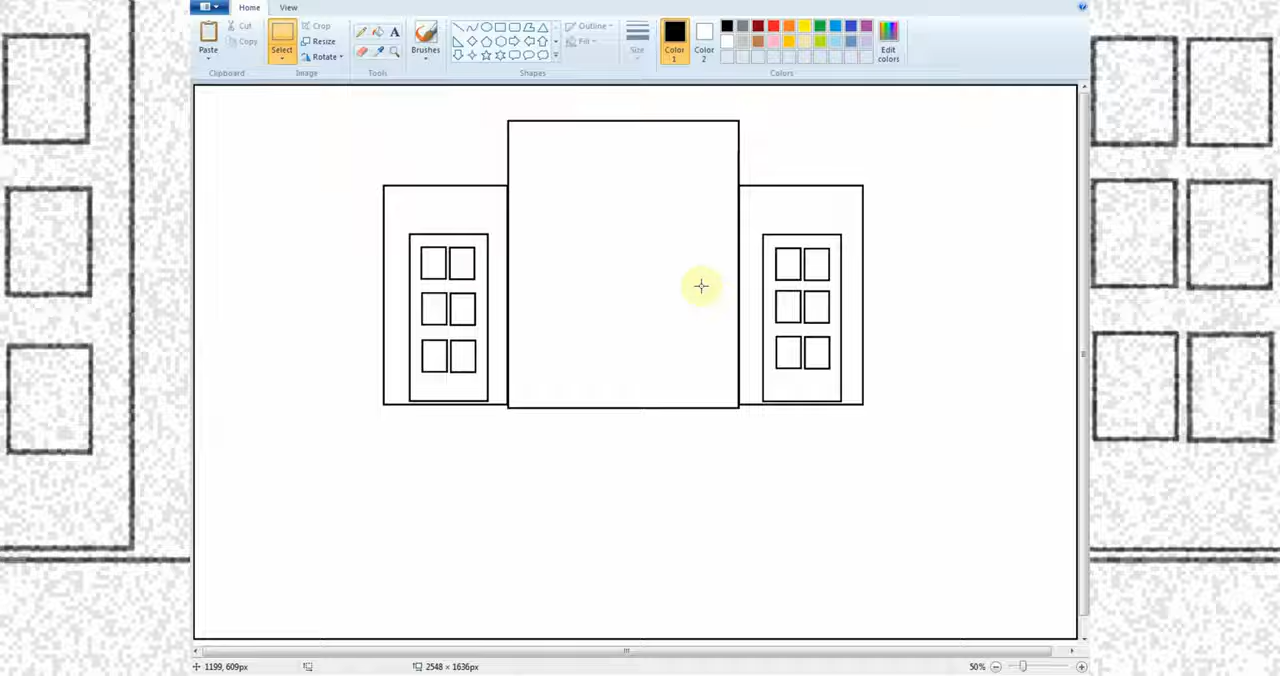 Home View
Paste
Cut
Copy
Clipboard
Select
Crop
Resize
Rotate
Image
A
Tools
Brushes
Outline
Fill
Shapes
Size
Color 1
Color 2
Edit colors
Colors
1199, 609px
2548 × 1636px
50%